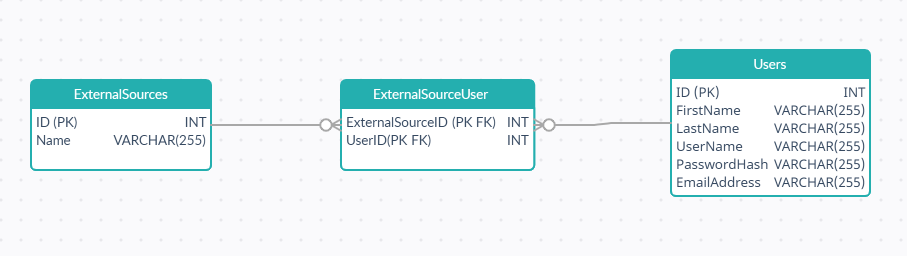 ExternalSources
ID (PK) INT
Name VARCHAR(255)
ExternalSourceUser
ExternalSourceID (PK FK) INT
UserID(PK FK) INT
Users
ID (PK) INT
FirstName VARCHAR(255)
LastName VARCHAR(255)
UserName VARCHAR(255)
PasswordHash VARCHAR(255)
EmailAddress VARCHAR(255)